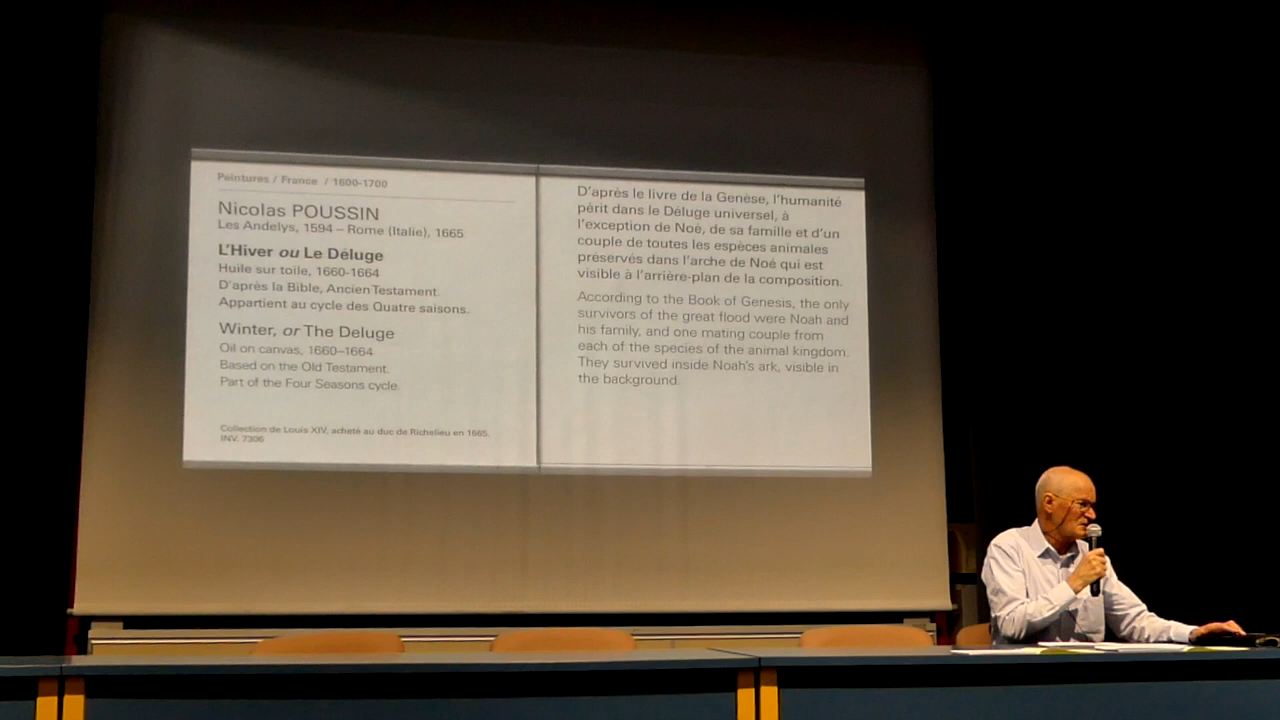 Peintures / France / 1600-1700
Nicolas POUSSIN
Les Andelys, 1594 – Rome (Italie), 1665
L'Hiver ou Le Déluge
Huile sur toile, 1660-1664
D'après la Bible, Ancien Testament.
Appartient au cycle des Quatre saisons.
Winter, or The Deluge
Oil on canvas, 1660–1664
Based on the Old Testament.
Part of the Four Seasons cycle.
Collection de Louis XIV, acheté au duc de Richelieu en 1665.
INV. 7306
D'après le livre de la Genèse, l'humanité
périt dans le Déluge universel, à
l'exception de Noé, de sa famille et d'un
couple de toutes les espèces animales
préservés dans l'arche de Noé qui est
visible à l'arrière-plan de la composition.
According to the Book of Genesis, the only
survivors of the great flood were Noah and
his family, and one mating couple from
each of the species of the animal kingdom.
They survived inside Noah's ark, visible in
the background.